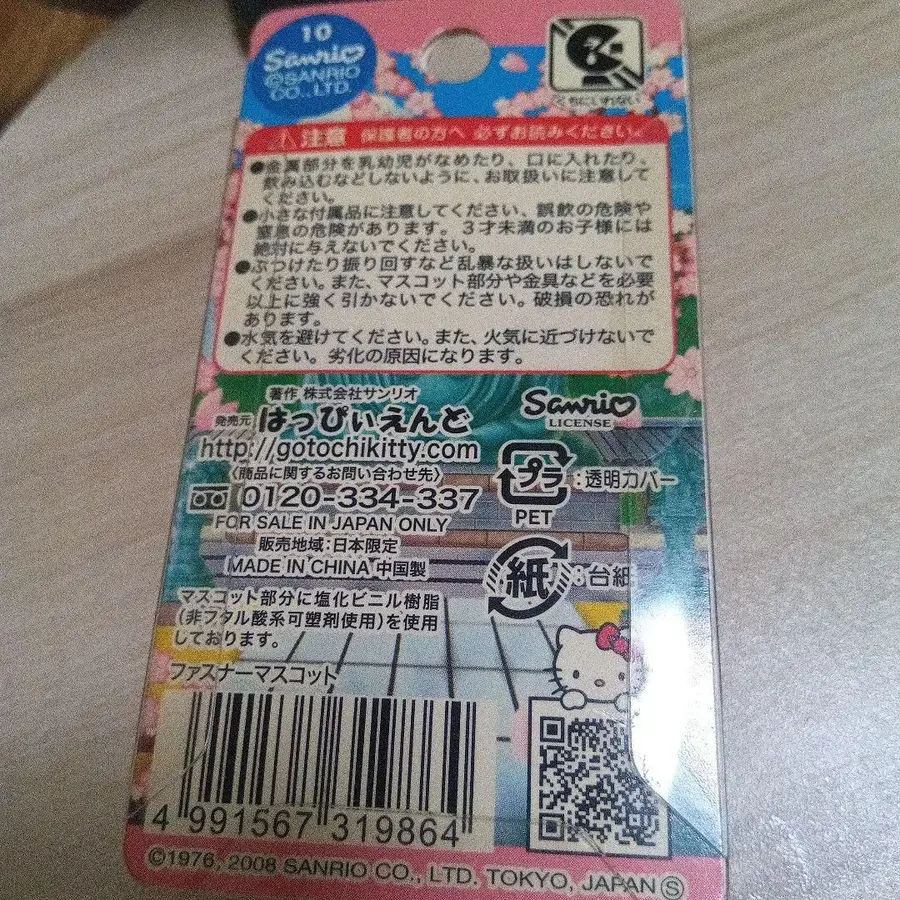 10
Sanrio
©SANRIO
CO., LTD.
くちにいれない
注意 保護者の方へ 必ずお読みください。
●金属部分を乳幼児がなめたり、口に入れたり、
飲み込むなどしないように、お取扱いに注意して
ください。
●小さな付属品に注意してください、誤飲の危険や
窒息の危険があります。3才未満のお子様には
絶対に与えないでください。
●ぶつけたり振り回すなど乱暴な扱いはしないで
ください。また、マスコット部分や金具などを必要
以上に強く引かないでください。破損の恐れが
あります。
●水気を避けてください。また、火気に近づけないで
ください。劣化の原因になります。
著作 株式会社サンリオ
発売元 はっぴぃえんど
http://gotochikitty.com
〈商品に関するお問い合わせ先〉
0120-334-337
FOR SALE IN JAPAN ONLY
販売地域:日本限定
MADE IN CHINA 中国製
Sanrio
LICENSE
プラ :透明カバー
PET
紙 :台紙
マスコット部分に塩化ビニル樹脂
(非フタル酸系可塑剤使用)を使用
しております。
ファスナーマスコット
4 991567 319864
©1976, 2008 SANRIO CO., LTD. TOKYO, JAPAN Ⓢ